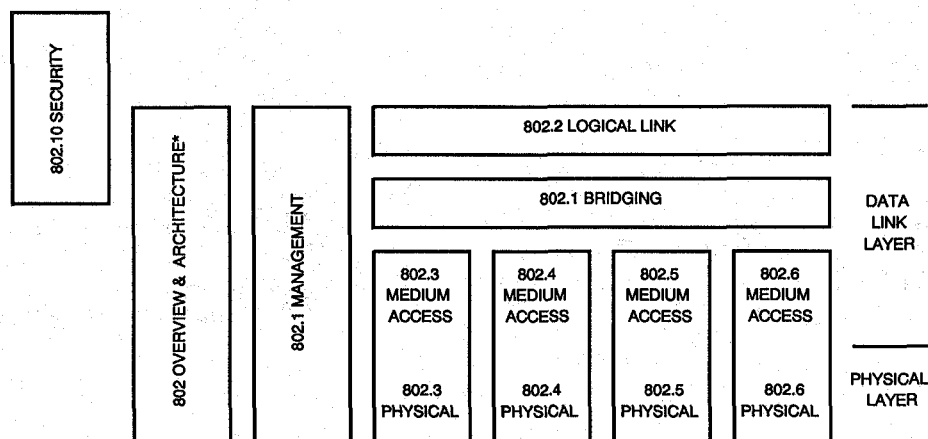 802.10 SECURITY
802 OVERVIEW & ARCHITECTURE*
802.1 MANAGEMENT
802.2 LOGICAL LINK
802.1 BRIDGING
802.3
MEDIUM
ACCESS
802.3
PHYSICAL
802.4
MEDIUM
ACCESS
802.4
PHYSICAL
802.5
MEDIUM
ACCESS
802.5
PHYSICAL
802.6
MEDIUM
ACCESS
802.6
PHYSICAL
DATA
LINK
LAYER
PHYSICAL
LAYER